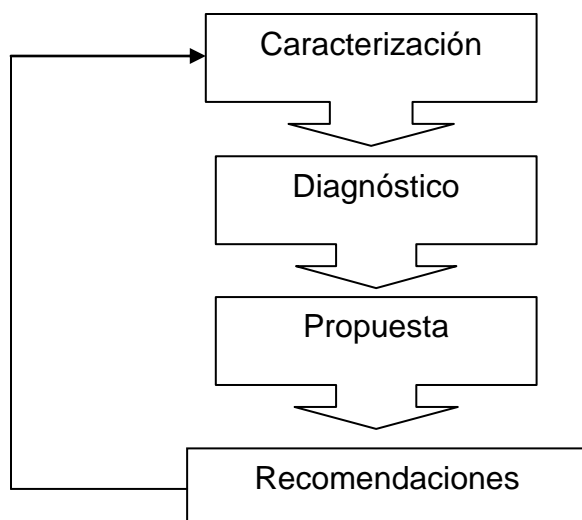 Caracterización
Diagnóstico
Propuesta
Recomendaciones